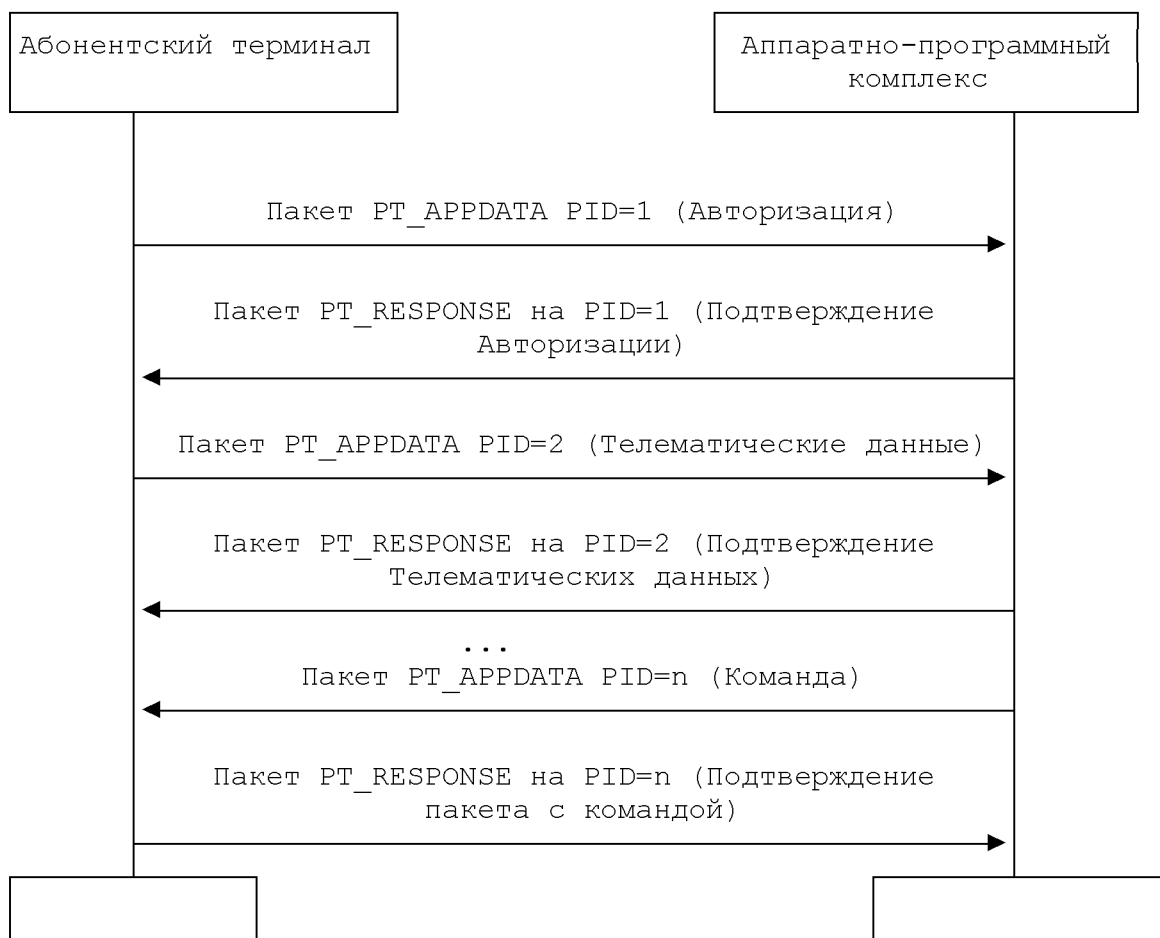 Абонентский терминал
Аппаратно-программный
комплекс
Пакет PT_APPDATA PID=1 (Авторизация)
Пакет PT_RESPONSE на PID=1 (Подтверждение
Авторизации)
Пакет PT_APPDATA PID=2 (Телематические данные)
Пакет PT_RESPONSE на PID=2 (Подтверждение
Телематических данных)
...
Пакет PT_APPDATA PID=n (Команда)
Пакет PT_RESPONSE на PID=n (Подтверждение
пакета с командой)